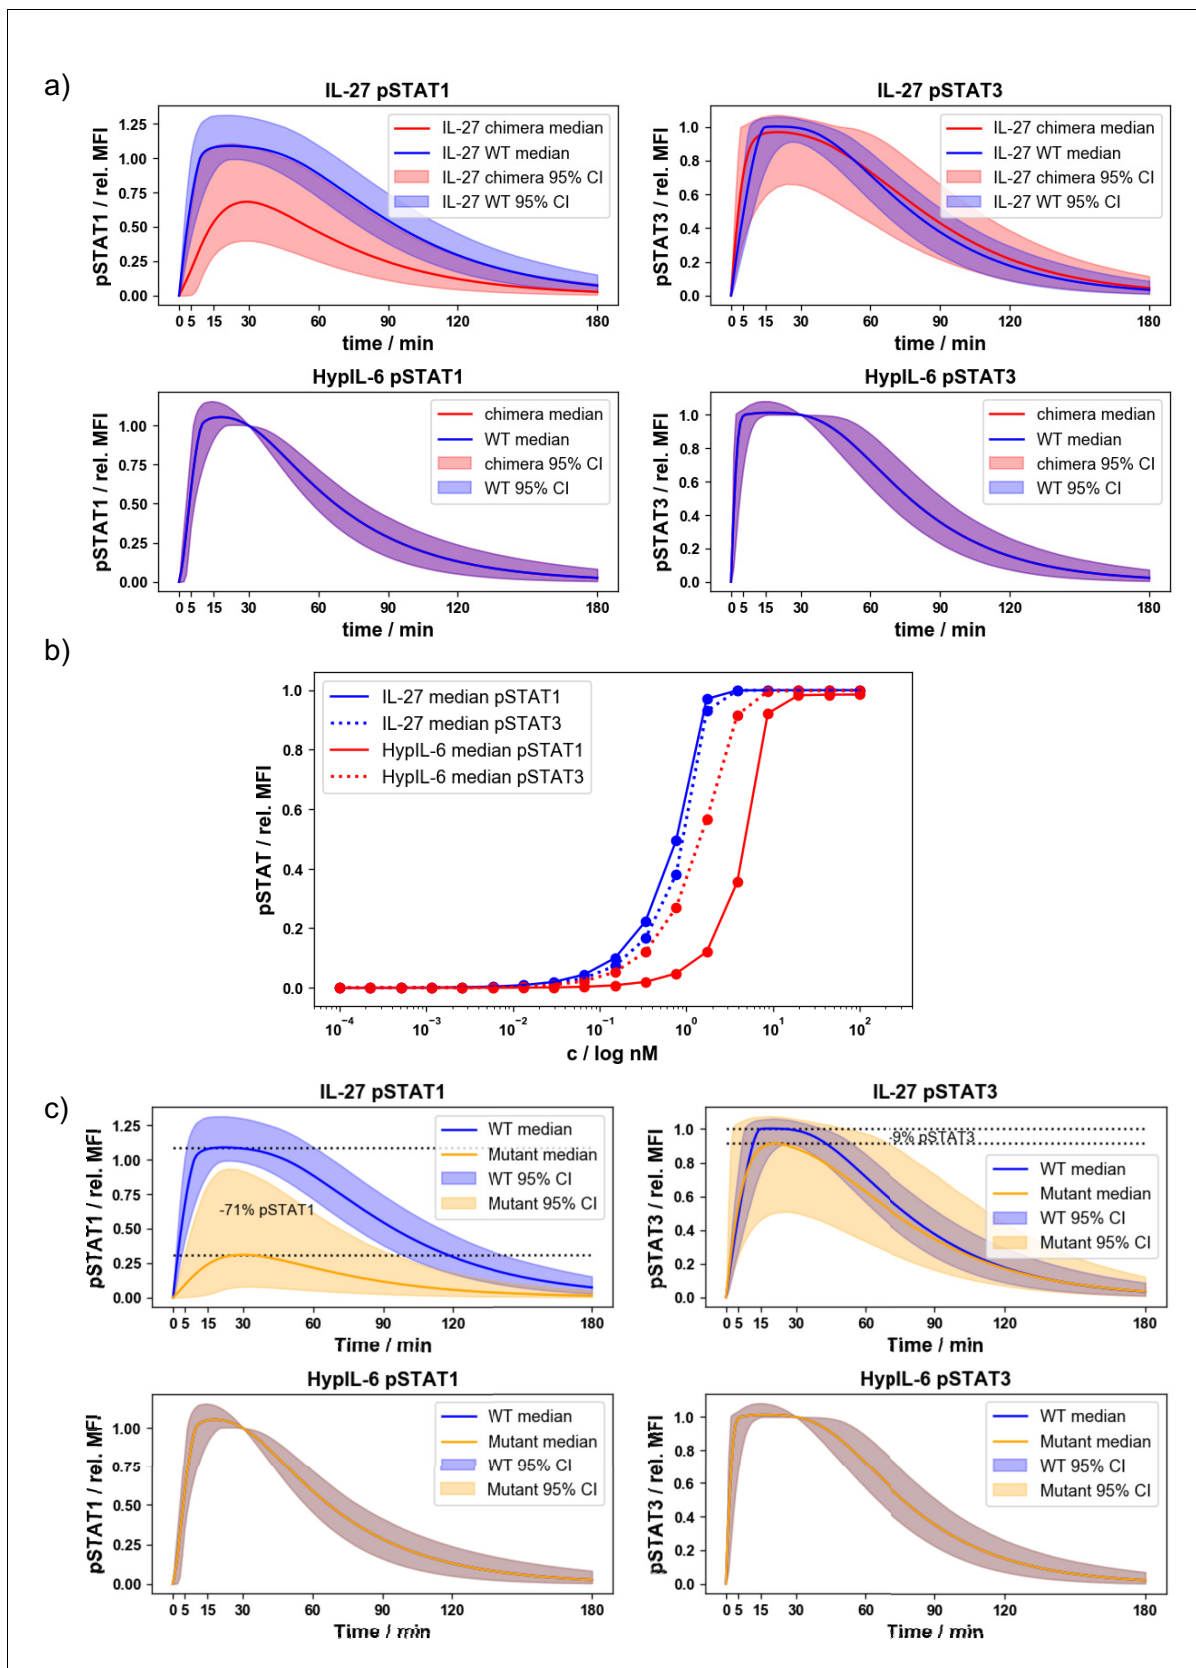 a)
IL-27 pSTAT1
pSTAT1 / rel. MFI
1.25
1.00
0.75
0.50
0.25
0.00
IL-27 chimera median
IL-27 WT median
IL-27 chimera 95% CI
IL-27 WT 95% CI
0 5 15 30 60 90 120 180
time / min
IL-27 pSTAT3
pSTAT3 / rel. MFI
1.0
0.8
0.6
0.4
0.2
0.0
IL-27 chimera median
IL-27 WT median
IL-27 chimera 95% CI
IL-27 WT 95% CI
0 5 15 30 60 90 120 180
time / min
HypIL-6 pSTAT1
pSTAT1 / rel. MFI
1.00
0.75
0.50
0.25
0.00
chimera median
WT median
chimera 95% CI
WT 95% CI
0 5 15 30 60 90 120 180
time / min
HypIL-6 pSTAT3
pSTAT3 / rel. MFI
1.0
0.8
0.6
0.4
0.2
0.0
chimera median
WT median
chimera 95% CI
WT 95% CI
0 5 15 30 60 90 120 180
time / min
b)
pSTAT / rel. MFI
1.0
0.8
0.6
0.4
0.2
0.0
IL-27 median pSTAT1
IL-27 median pSTAT3
HypIL-6 median pSTAT1
HypIL-6 median pSTAT3
10⁻⁴ 10⁻³ 10⁻² 10⁻¹ 10⁰ 10¹ 10²
c / log nM
c)
IL-27 pSTAT1
pSTAT1 / rel. MFI
1.25
1.00
0.75
0.50
0.25
0.00
WT median
Mutant median
WT 95% CI
Mutant 95% CI
-71% pSTAT1
0 5 15 30 60 90 120 180
Time / min
IL-27 pSTAT3
pSTAT3 / rel. MFI
1.0
0.8
0.6
0.4
0.2
0.0
-9% pSTAT3
WT median
Mutant median
WT 95% CI
Mutant 95% CI
0 5 15 30 60 90 120 180
Time / min
HypIL-6 pSTAT1
pSTAT1 / rel. MFI
1.00
0.75
0.50
0.25
0.00
WT median
Mutant median
WT 95% CI
Mutant 95% CI
0 5 15 30 60 90 120 180
Time / min
HypIL-6 pSTAT3
pSTAT3 / rel. MFI
1.0
0.8
0.6
0.4
0.2
0.0
WT median
Mutant median
WT 95% CI
Mutant 95% CI
0 5 15 30 60 90 120 180
Time / min